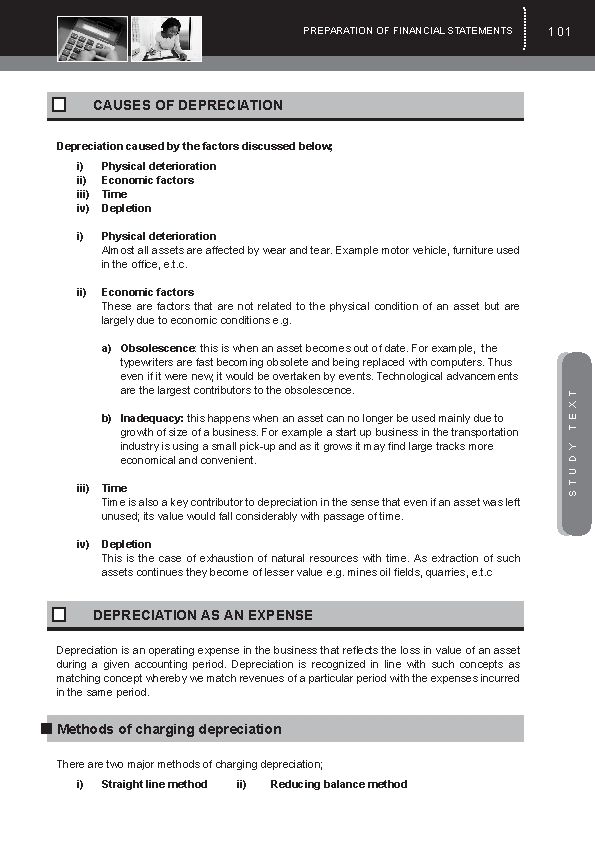 PREPARATION OF FINANCIAL STATEMENTS 101
CAUSES OF DEPRECIATION
Depreciation caused by the factors discussed below;
i) Physical deterioration
ii) Economic factors
iii) Time
iv) Depletion
i) Physical deterioration
Almost all assets are affected by wear and tear. Example motor vehicle, furniture used
in the office, e.t.c.
ii) Economic factors
These are factors that are not related to the physical condition of an asset but are
largely due to economic conditions e.g.
a) Obsolescence: this is when an asset becomes out of date. For example, the
typewriters are fast becoming obsolete and being replaced with computers. Thus
even if it were new, it would be overtaken by events. Technological advancements
are the largest contributors to the obsolescence.
b) Inadequacy: this happens when an asset can no longer be used mainly due to
growth of size of a business. For example a start up business in the transportation
industry is using a small pick-up and as it grows it may find large tracks more
economical and convenient.
iii) Time
Time is also a key contributor to depreciation in the sense that even if an asset was left
unused; its value would fall considerably with passage of time.
iv) Depletion
This is the case of exhaustion of natural resources with time. As extraction of such
assets continues they become of lesser value e.g. mines oil fields, quarries, e.t.c
DEPRECIATION AS AN EXPENSE
Depreciation is an operating expense in the business that reflects the loss in value of an asset
during a given accounting period. Depreciation is recognized in line with such concepts as
matching concept whereby we match revenues of a particular period with the expenses incurred
in the same period.
Methods of charging depreciation
There are two major methods of charging depreciation;
i) Straight line method ii) Reducing balance method
STUDY TEXT